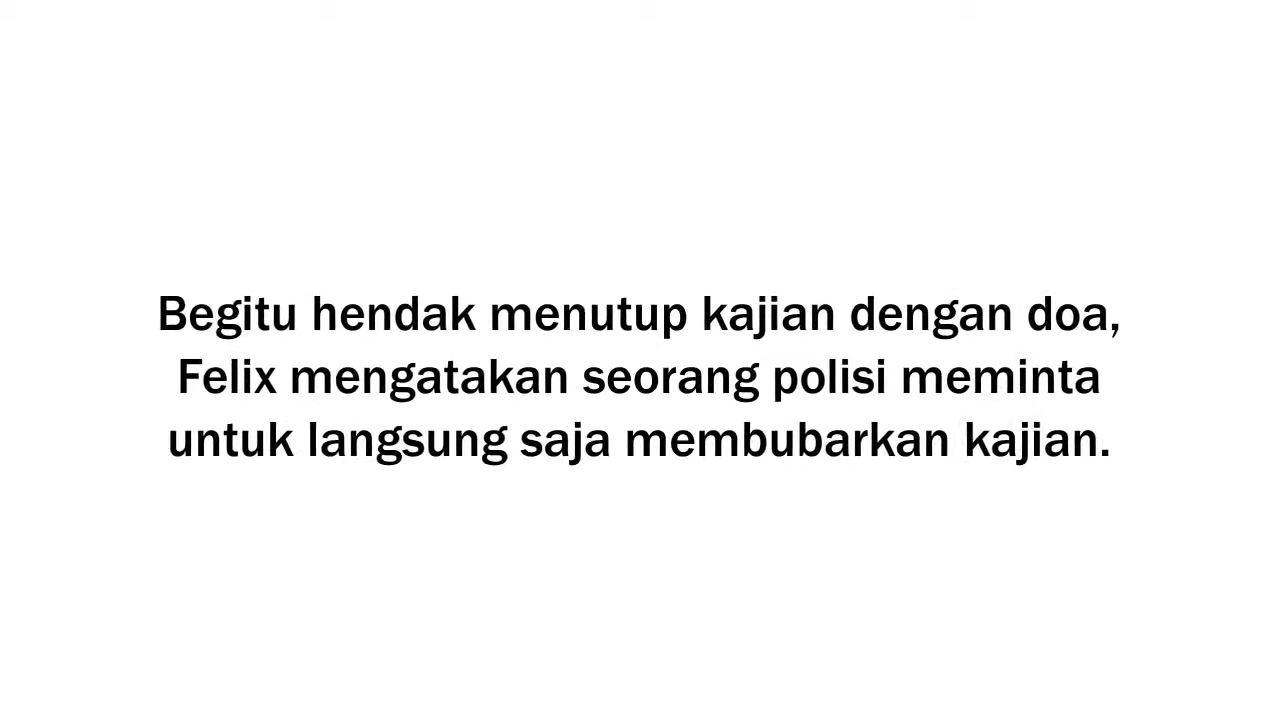 Begitu hendak menutup kajian dengan doa,
Felix mengatakan seorang polisi meminta
untuk langsung saja membubarkan kajian.